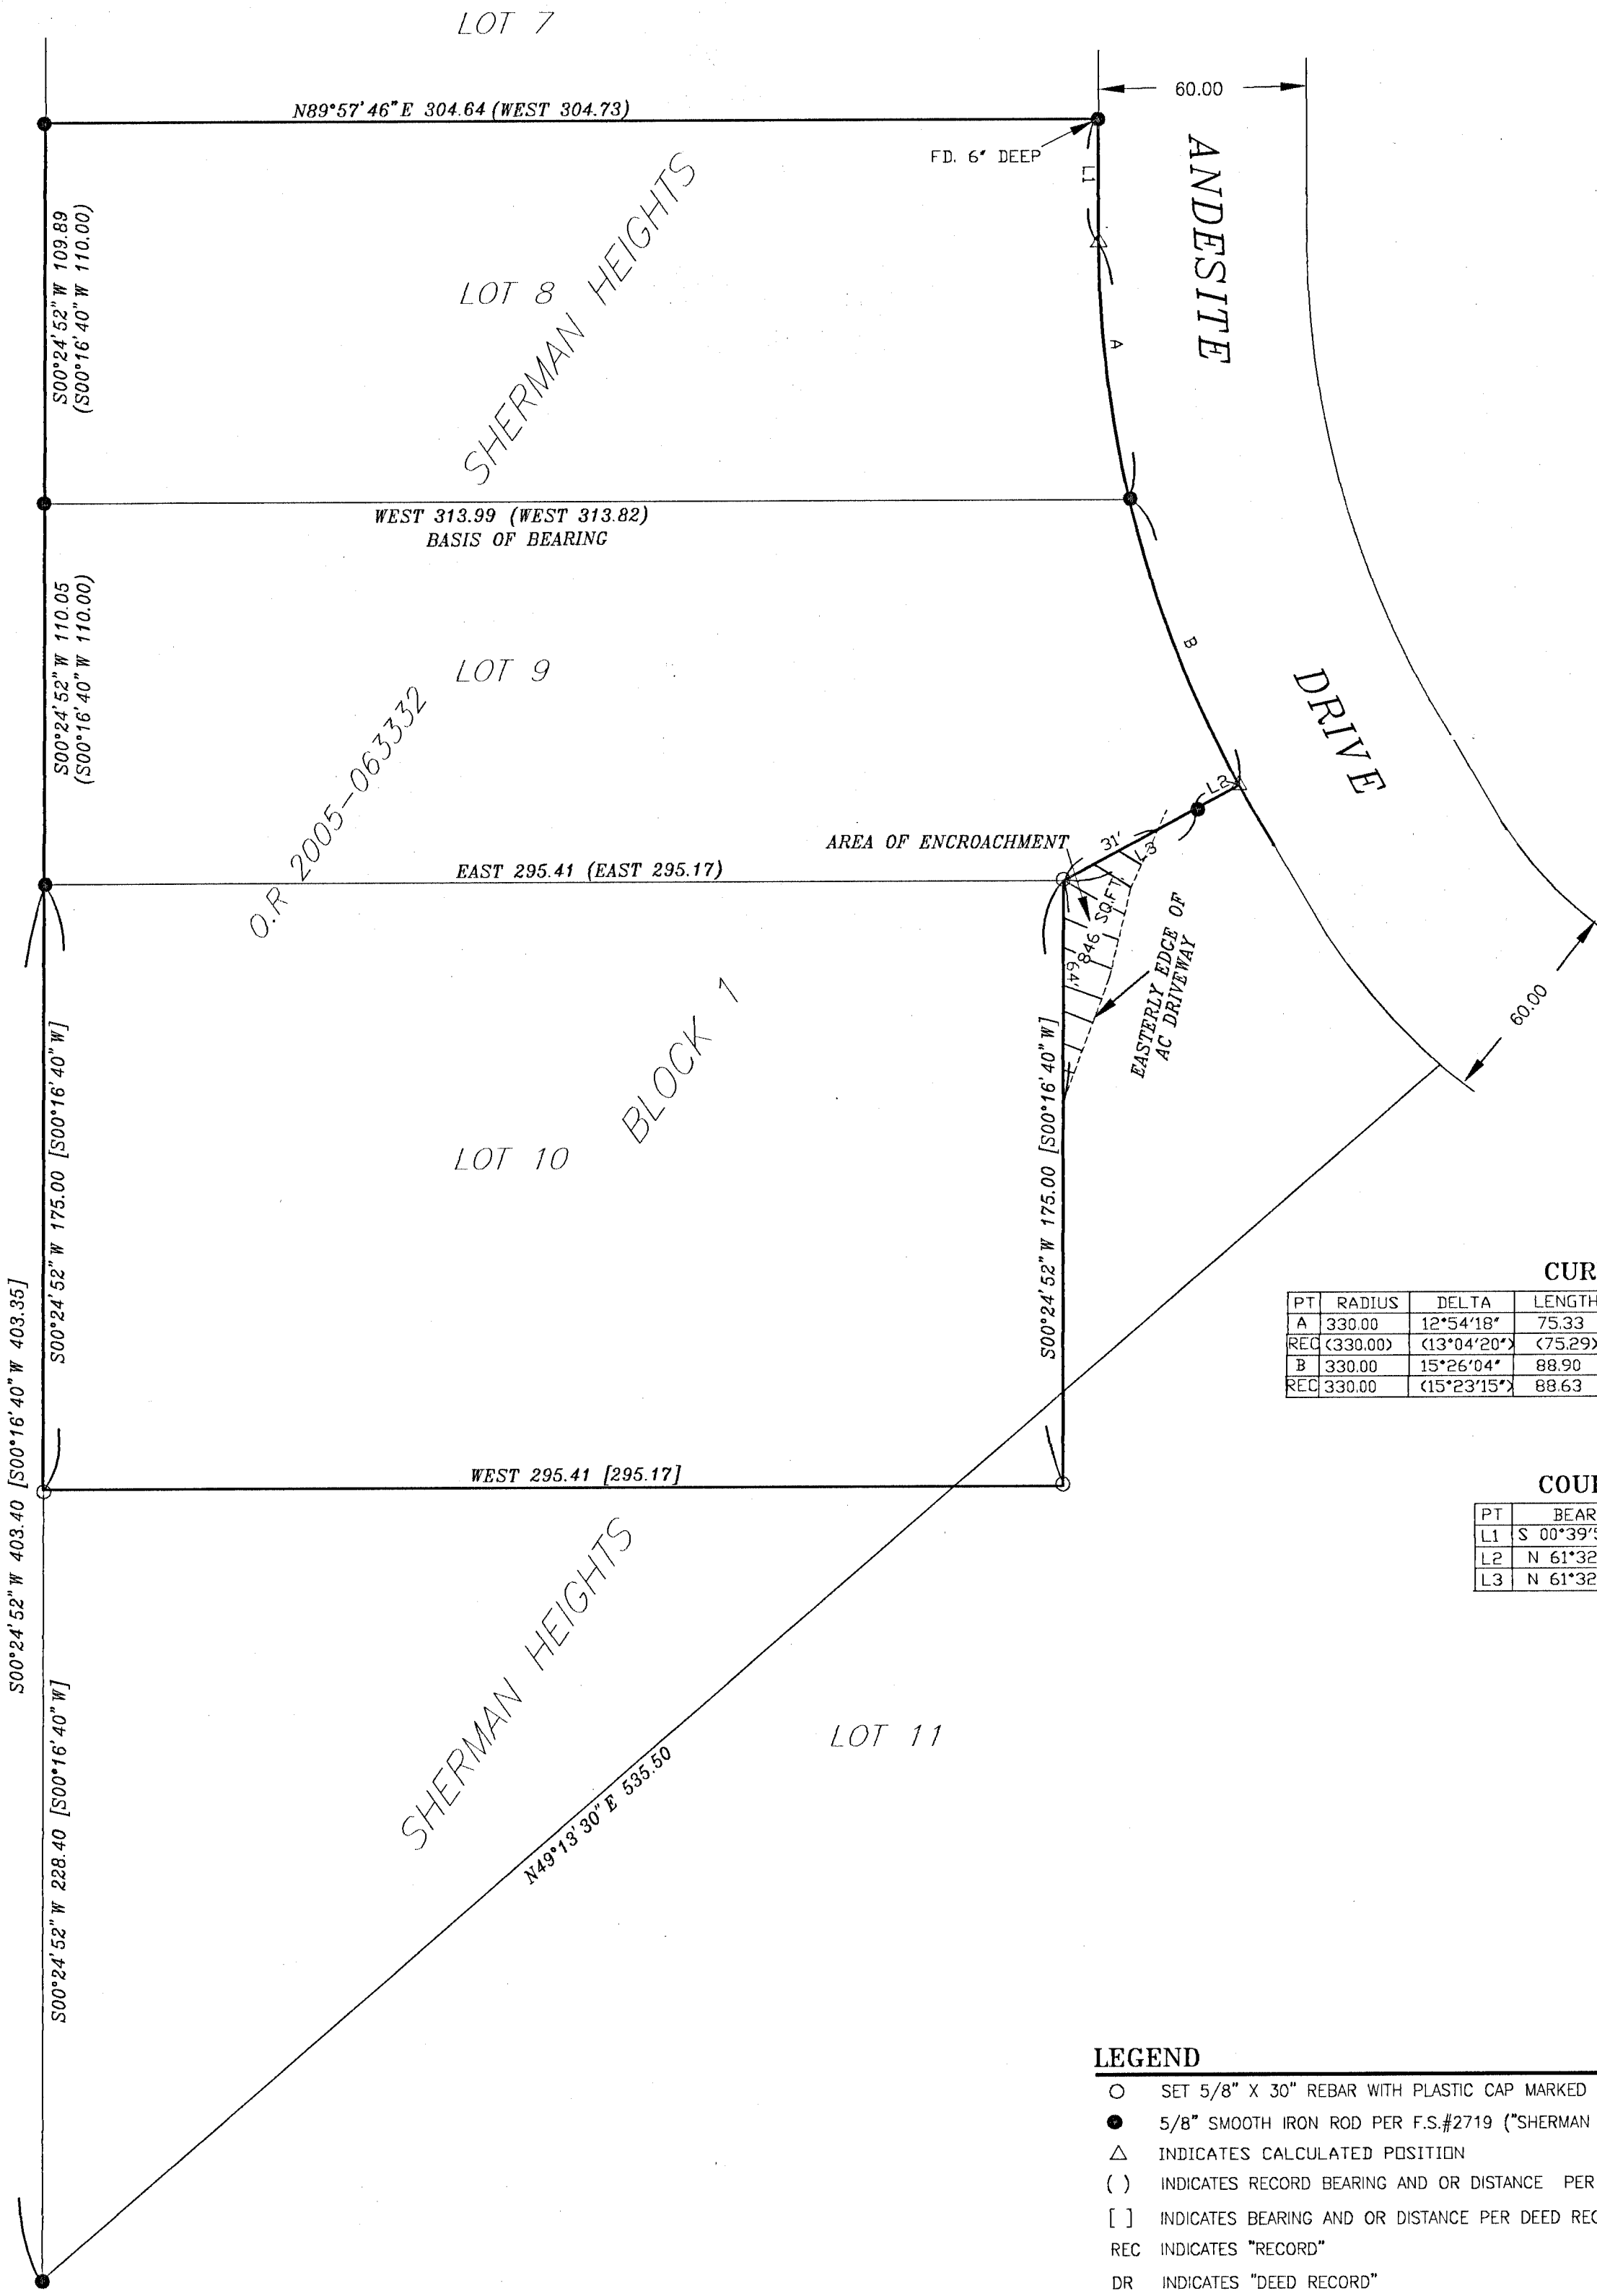 LOT 7
60.00
N89°57'46"E 304.64 (WEST 304.73)
FD. 6" DEEP
L1
ANDESITE
S00°24'52"W 109.89
(S00°16'40"W 110.00)
LOT 8
SHERMAN HEIGHTS
A
WEST 313.99 (WEST 313.82)
BASIS OF BEARING
S00°24'52"W 110.05
(S00°16'40"W 110.00)
LOT 9
B
DRIVE
O.R 2005-063332
L2
AREA OF ENCROACHMENT
31'
L3
EAST 295.41 (EAST 295.17)
846 SQ.FT.
64'
EASTERLY EDGE OF
AC DRIVEWAY
60.00
BLOCK 1
LOT 10
S00°24'52"W 175.00 [S00°16'40"W]
S00°24'52"W 175.00 [S00°16'40"W]
S00°24'52"W 403.40 [S00°16'40"W 403.35]
CUR
PT RADIUS DELTA LENGTH
A 330.00 12°54'18" 75.33
REC (330.00) (13°04'20") (75.29)
B 330.00 15°26'04" 88.90
REC 330.00 (15°23'15") 88.63
WEST 295.41 [295.17]
COU
PT BEAR
L1 S 00°39'
L2 N 61°32
L3 N 61°32
SHERMAN HEIGHTS
S00°24'52"W 228.40 [S00°16'40"W]
N49°13'30"E 535.50
LOT 11
LEGEND
SET 5/8" X 30" REBAR WITH PLASTIC CAP MARKED
5/8" SMOOTH IRON ROD PER F.S.#2719 ("SHERMAN
△ INDICATES CALCULATED POSITION
( ) INDICATES RECORD BEARING AND OR DISTANCE PER
[ ] INDICATES BEARING AND OR DISTANCE PER DEED REC
REC INDICATES "RECORD"
DR INDICATES "DEED RECORD"